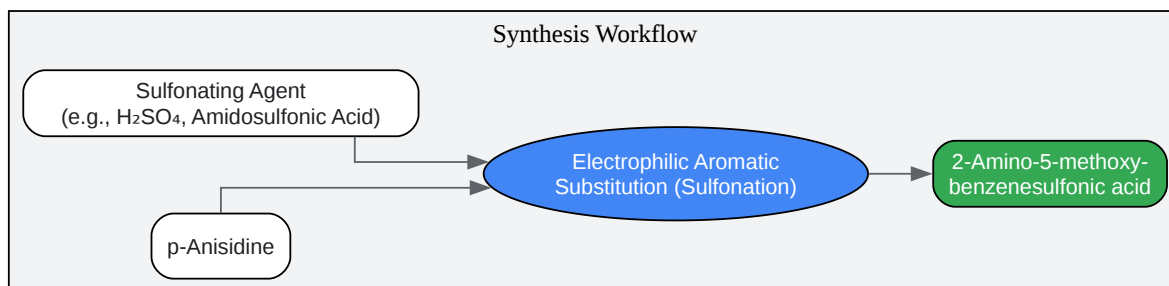 Synthesis Workflow
Sulfonating Agent
(e.g., H₂SO₄, Amidosulfonic Acid)
p-Anisidine
Electrophilic Aromatic
Substitution (Sulfonation)
2-Amino-5-methoxy-
benzenesulfonic acid